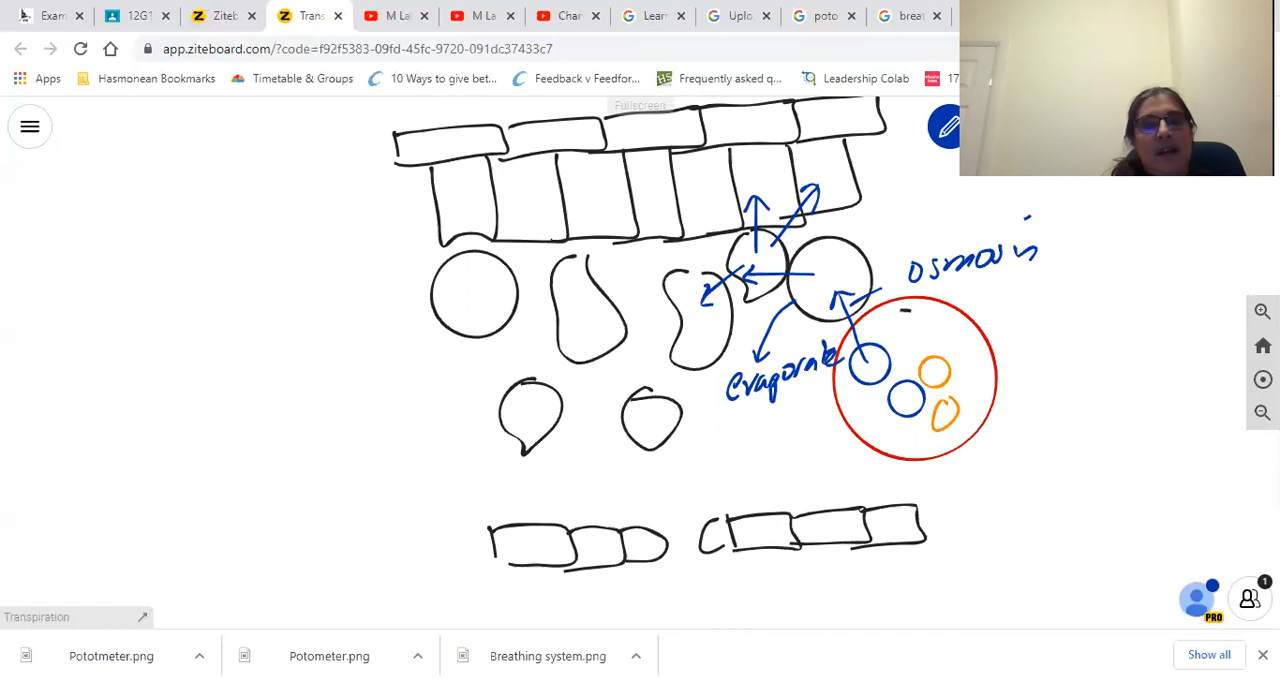 Exam
12G1
Ziteb
Trans
M La
M La
Char
Learn
Uplo
poto
breat
app.ziteboard.com/?code=f92f5383-09fd-45fc-9720-091dc37433c7
Apps
Hasmonean Bookmarks
Timetable & Groups
10 Ways to give bet...
Feedback v Feedfor...
Frequently asked q...
Leadership Colab
17
Fullscreen
osmosis
evaporate
Transpiration
1
PRO
Pototmeter.png
Potometer.png
Breathing system.png
Show all